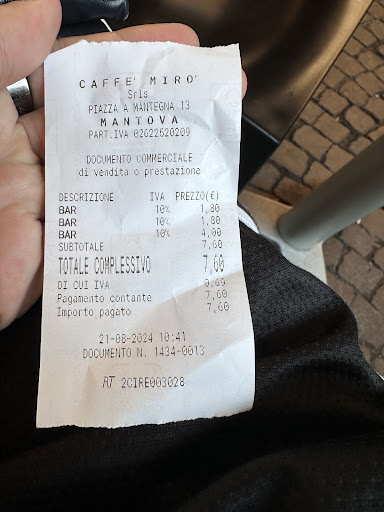 CAFFE' MIRO'
Srls
PIAZZA A MANTEGNA 13
MANTOVA
PART.IVA 02622520209
DOCUMENTO COMMERCIALE
di vendita o prestazione
DESCRIZIONE IVA PREZZO(€)
BAR 10% 1,80
BAR 10% 1,80
BAR 10% 4,00
SUBTOTALE 7,60
TOTALE COMPLESSIVO 7,60
DI CUI IVA 0,69
Pagamento contante 7,60
Importo pagato 7,60
21-08-2024 10:41
DOCUMENTO N. 1434-0013
RT 2CIRE003028